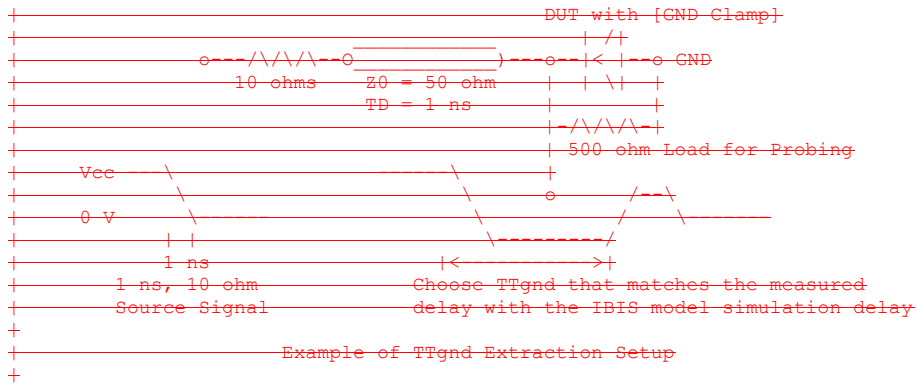 | DUT with [GND Clamp]
| | /|
| o---/\/\/\--O_____________)---o--|< |--o GND
| 10 ohms Z0 = 50 ohm | | \| |
| TD = 1 ns | |
| |-/\/\/\-|
| | 500 ohm Load for Probing
| Vcc ---\ ------\ |
| \ \ o /--\
| 0 V \------ \ / \-------
| | | \---------/
| 1 ns |<------------>|
| 1 ns, 10 ohm Choose TTgnd that matches the measured
| Source Signal delay with the IBIS model simulation delay
|
| Example of TTgnd Extraction Setup
|